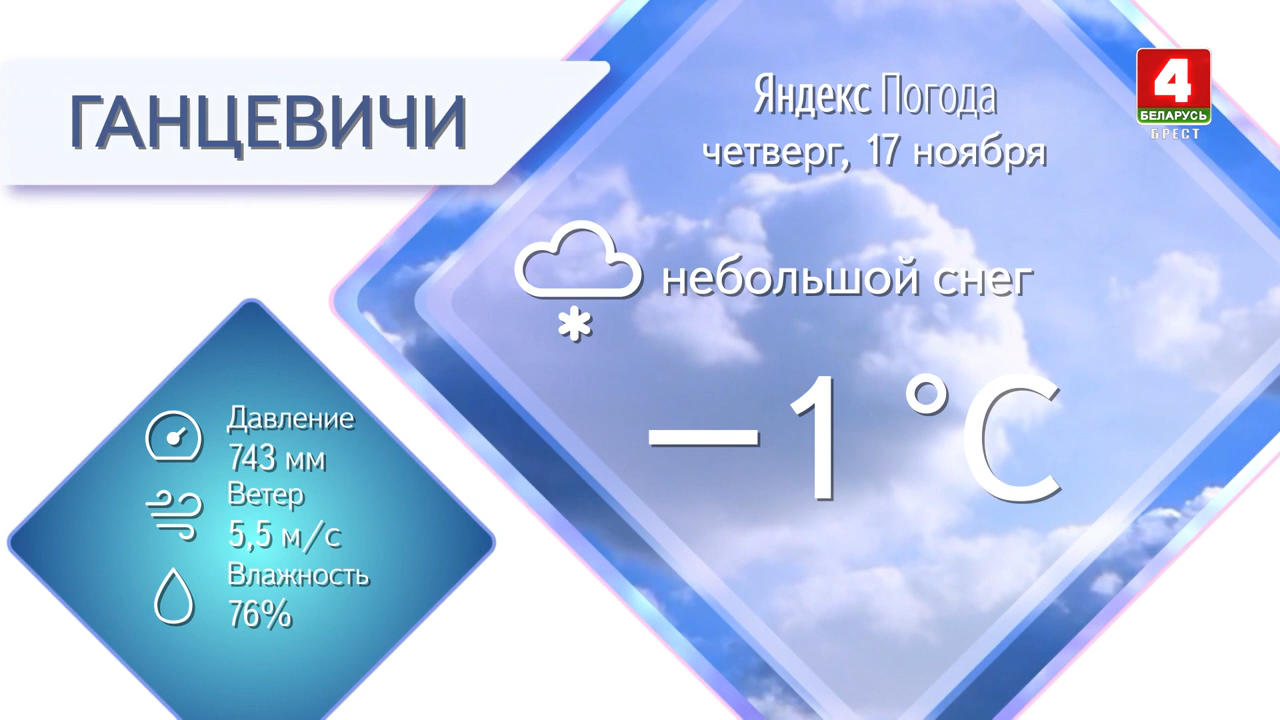 ГАНЦЕВИЧИ
Яндекс Погода
четверг, 17 ноября
4
БЕЛАРУСЬ
БРЕСТ
небольшой снег
—1 °C
Давление
743 мм
Ветер
5,5 м/с
Влажность
76%